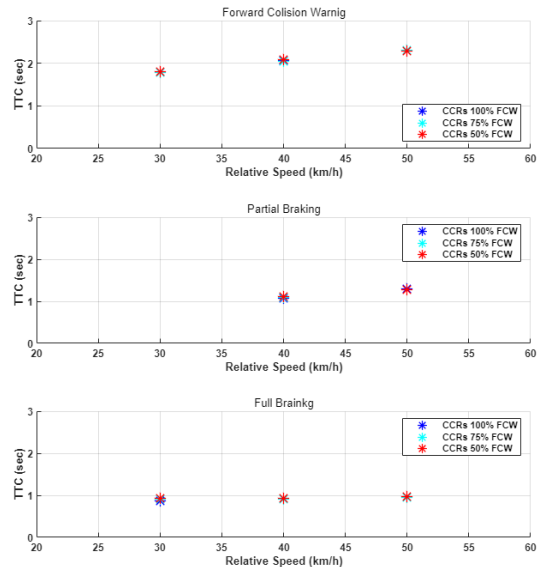 Forward Colision Warnig
TTC (sec)
3
2
1
0
CCRs 100% FCW
CCRs 75% FCW
CCRs 50% FCW
20 25 30 35 40 45 50 55 60
Relative Speed (km/h)
Partial Braking
TTC (sec)
3
2
1
0
CCRs 100% FCW
CCRs 75% FCW
CCRs 50% FCW
20 25 30 35 40 45 50 55 60
Relative Speed (km/h)
Full Brainkg
TTC (sec)
3
2
1
0
CCRs 100% FCW
CCRs 75% FCW
CCRs 50% FCW
20 25 30 35 40 45 50 55 60
Relative Speed (km/h)